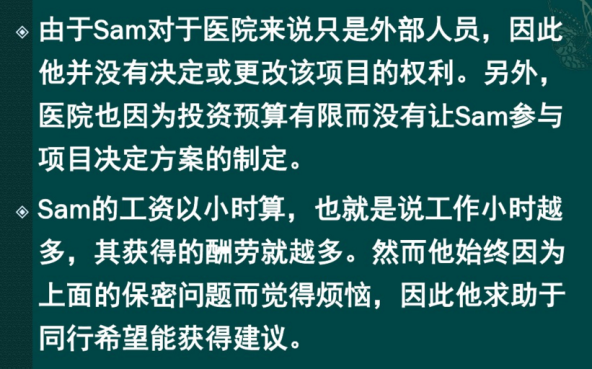 由于Sam对于医院来说只是外部人员，因此
他并没有决定或更改该项目的权利。另外，
医院也因为投资预算有限而没有让Sam参与
项目决定方案的制定。
Sam的工资以小时算，也就是说工作小时越
多，其获得的酬劳就越多。然而他始终因为
上面的保密问题而觉得烦恼，因此他求助于
同行希望能获得建议。